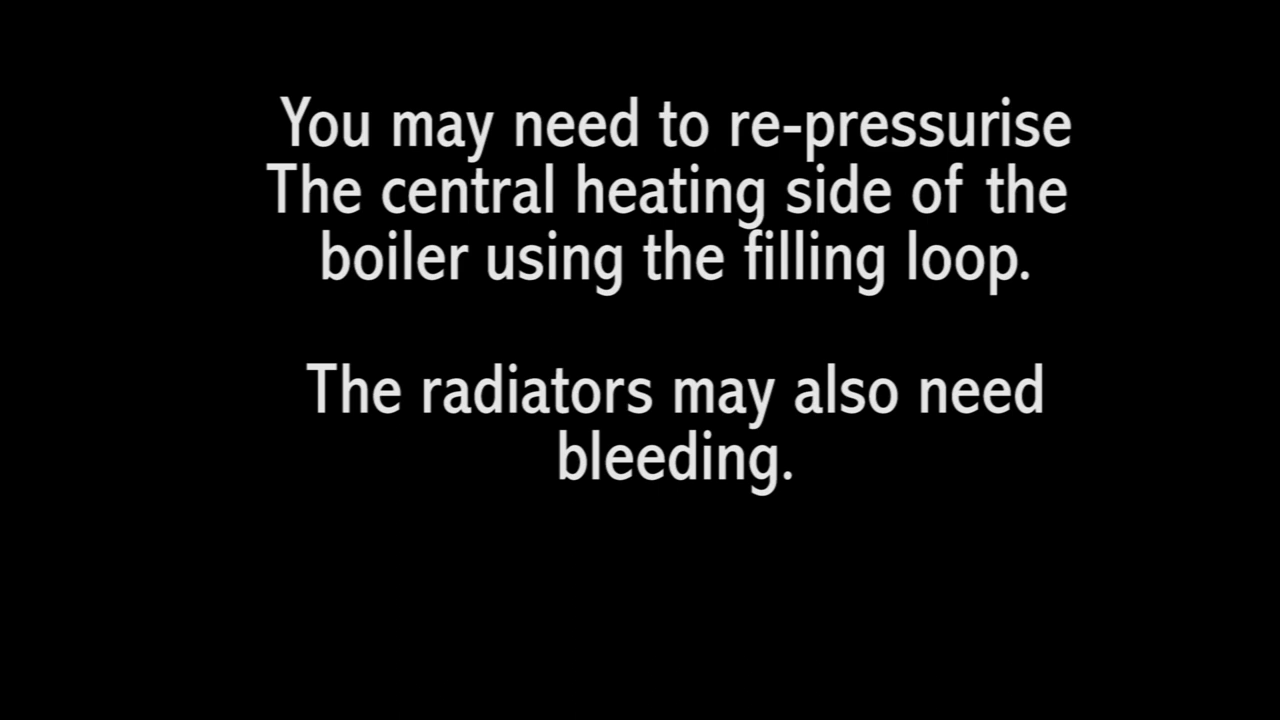 You may need to re-pressurise
The central heating side of the
boiler using the filling loop.
The radiators may also need
bleeding.